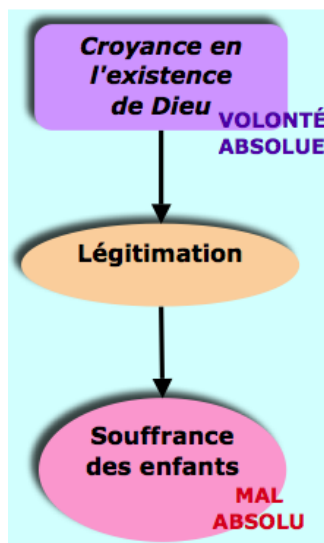 Croyance en
l'existence
de Dieu
VOLONTÉ
ABSOLUE
Légitimation
Souffrance
des enfants
MAL
ABSOLU